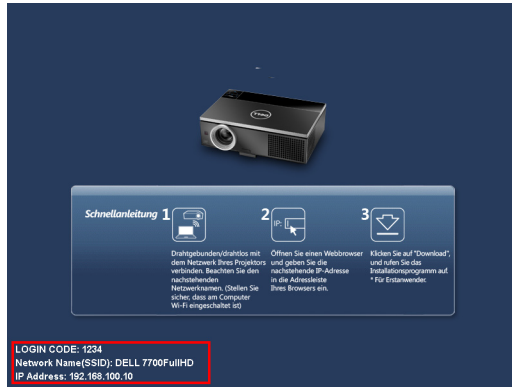 DELL
Schnellanleitung 1
2
3
IP:
Drahtgebunden/drahtlos mit
dem Netzwerk Ihres Projektors
verbinden. Beachten Sie den
nachstehenden
Netzwerknamen. (Stellen Sie
sicher, dass am Computer
Wi-Fi eingeschaltet ist)
Öffnen Sie einen Webbrowser
und geben Sie die
nachstehende IP-Adresse
in die Adressleiste
Ihres Browsers ein.
Klicken Sie auf "Download",
und rufen Sie das
Installationsprogramm auf.
* Für Erstanwender.
LOGIN CODE: 1234
Network Name(SSID): DELL 7700FullHD
IP Address: 192.168.100.10